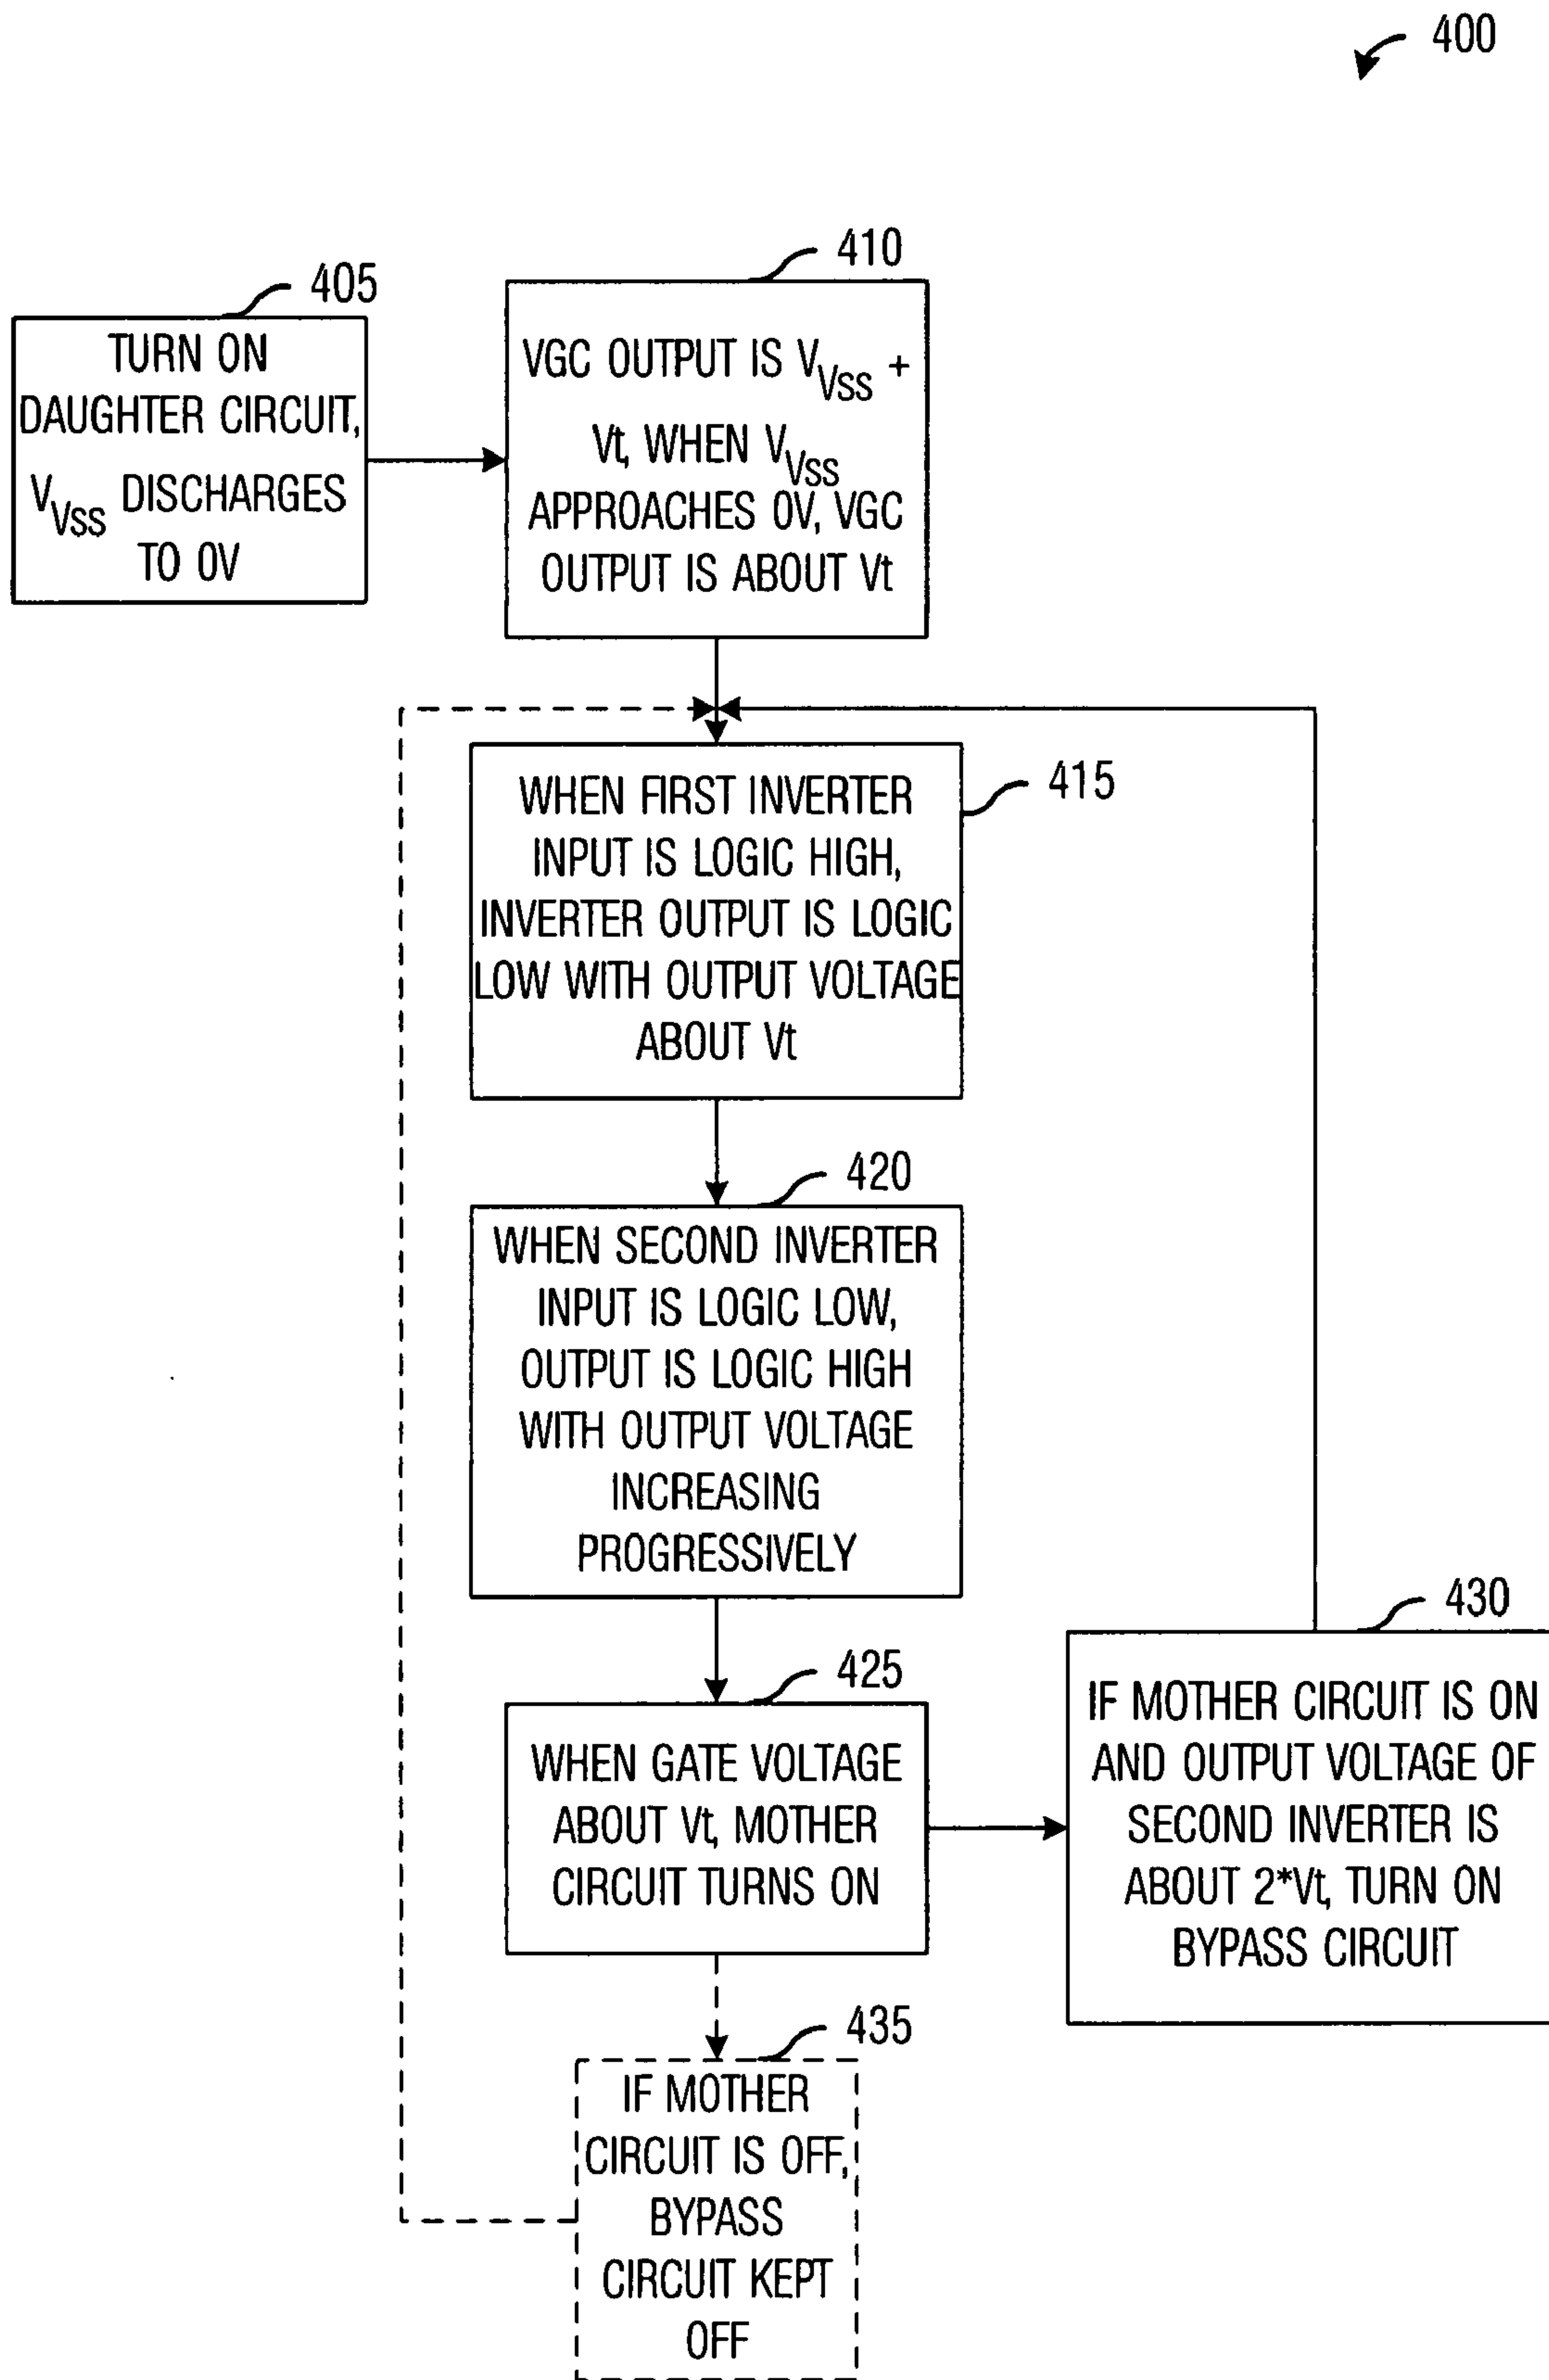 400
405
TURN ON
DAUGHTER CIRCUIT,
VVSS DISCHARGES
TO 0V
410
VGC OUTPUT IS VVSS +
Vt, WHEN VVSS
APPROACHES 0V, VGC
OUTPUT IS ABOUT Vt
415
WHEN FIRST INVERTER
INPUT IS LOGIC HIGH,
INVERTER OUTPUT IS LOGIC
LOW WITH OUTPUT VOLTAGE
ABOUT Vt
420
WHEN SECOND INVERTER
INPUT IS LOGIC LOW,
OUTPUT IS LOGIC HIGH
WITH OUTPUT VOLTAGE
INCREASING
PROGRESSIVELY
425
WHEN GATE VOLTAGE
ABOUT Vt, MOTHER
CIRCUIT TURNS ON
430
IF MOTHER CIRCUIT IS ON
AND OUTPUT VOLTAGE OF
SECOND INVERTER IS
ABOUT 2*Vt, TURN ON
BYPASS CIRCUIT
435
IF MOTHER
CIRCUIT IS OFF,
BYPASS
CIRCUIT KEPT
OFF